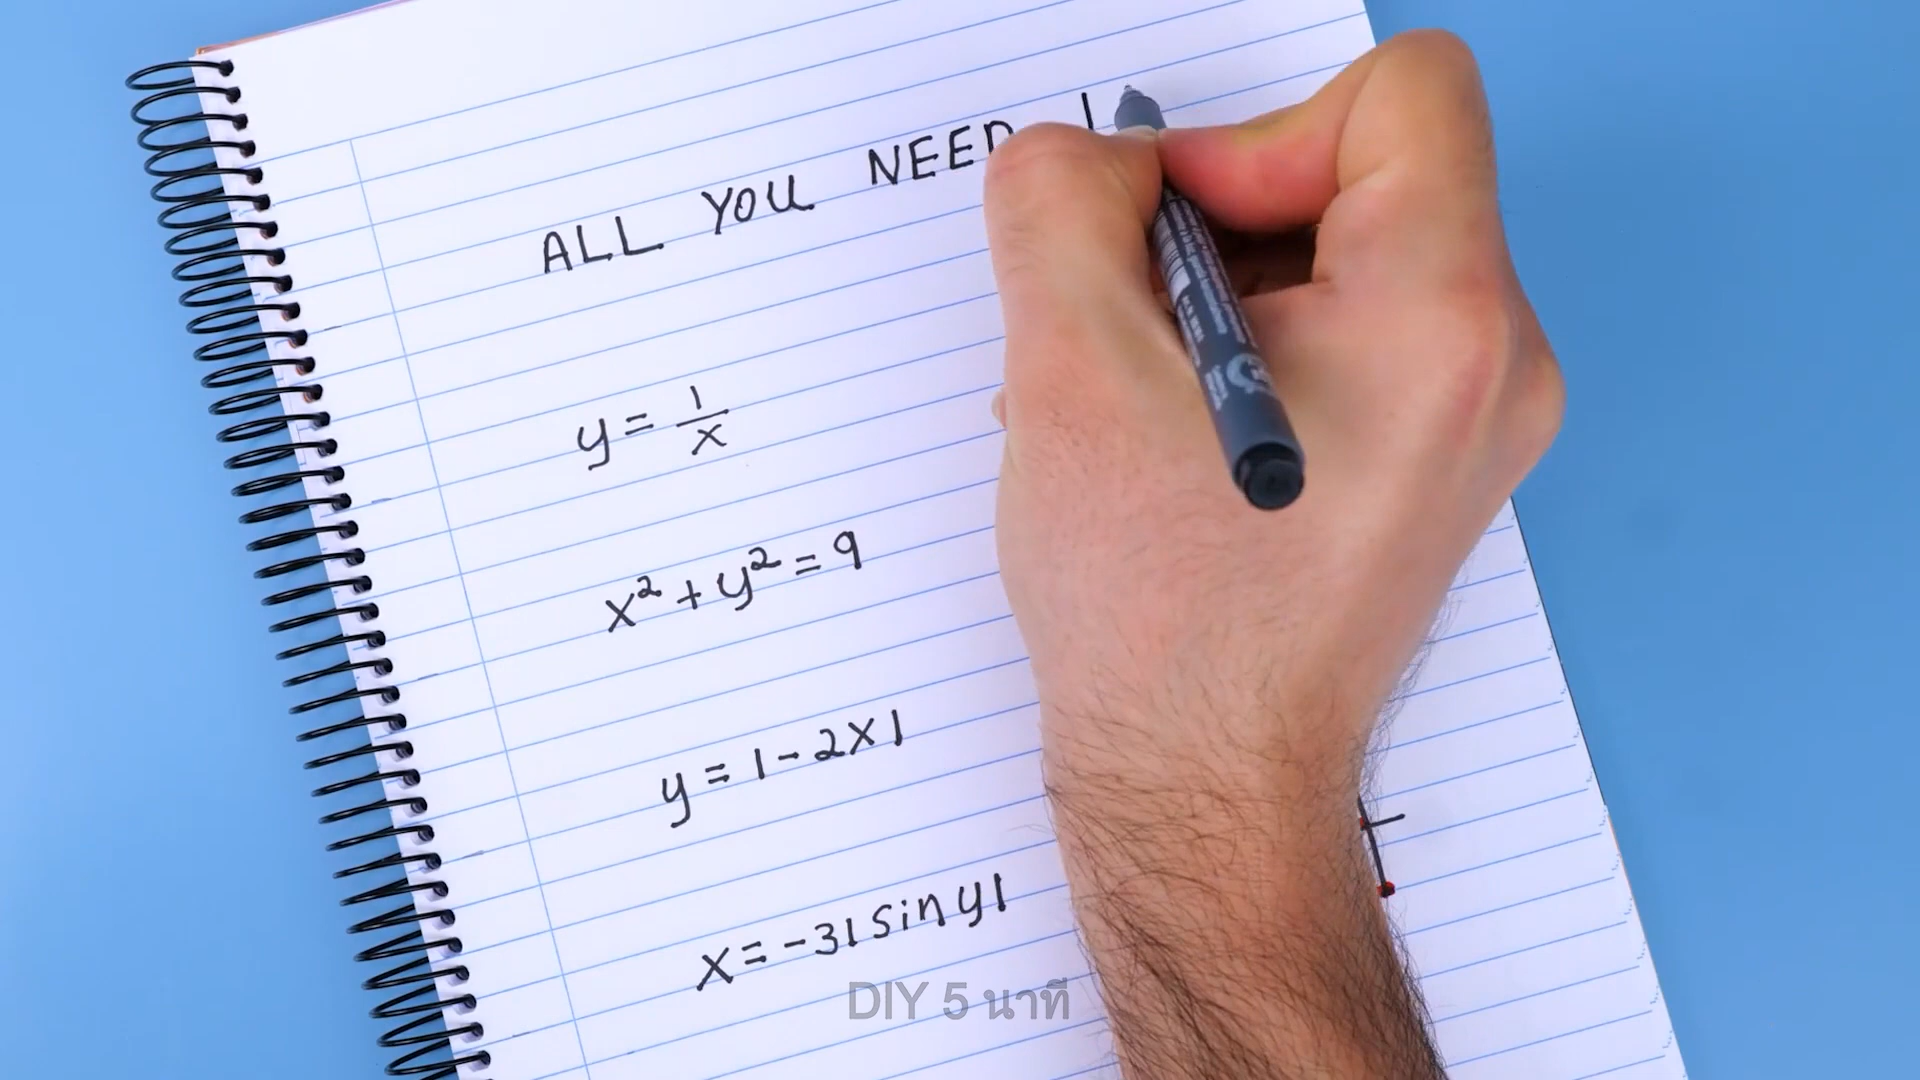 ALL YOU NEED I
y = 1/x
x² + y² = 9
y = 1-2x1
x = -31sin y1
DIY 5 นาที